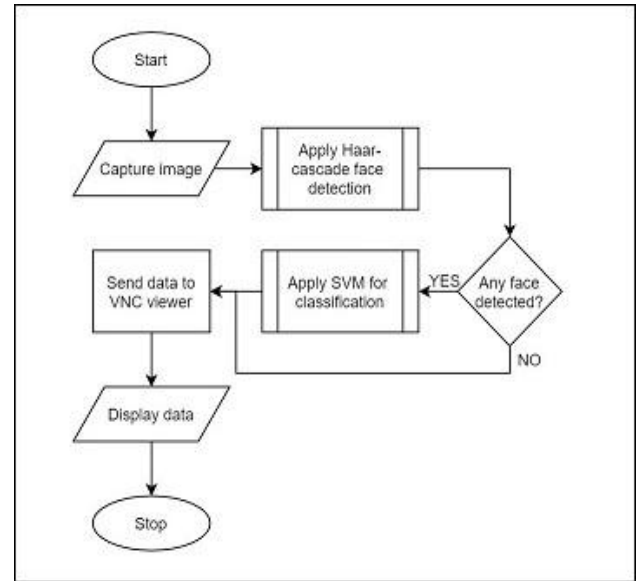 Start
Capture image
Apply Haar-
cascade face
detection
Any face
detected?
YES
Apply SVM for
classification
NO
Send data to
VNC viewer
Display data
Stop